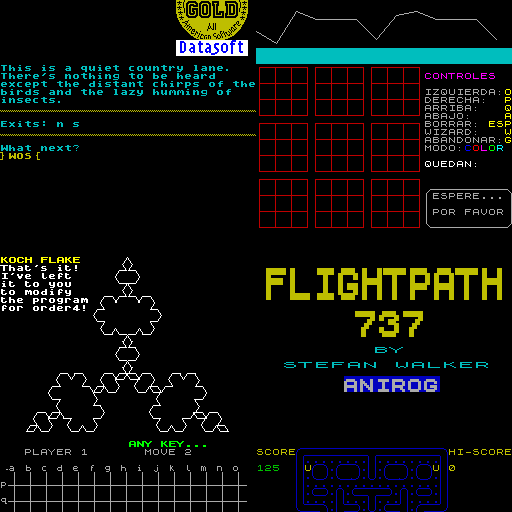 GOLD
All
American Software
Datasoft
This is a quiet country lane.
There's nothing to be heard
except the distant chirps of the
birds and the lazy humming of
insects.
Exits: n s
What next?
}WOS{
CONTROLES
IZQUIERDA:O
DERECHA: P
ARRIBA: Q
ABAJO: A
BORRAR: ESP
WIZARD: W
ABANDONAR:G
MODO:COLOR
QUEDAN:
ESPERE...
POR FAVOR
KOCH FLAKE
That's it!
I've left
it to you
to modify
the program
for order4!
ANY KEY...
FLIGHTPATH
737
BY
STEFAN WALKER
ANIROG
PLAYER 1 MOVE 2
a b c d e f g h i j k l m n o
p
q
SCORE HI-SCORE
125 0